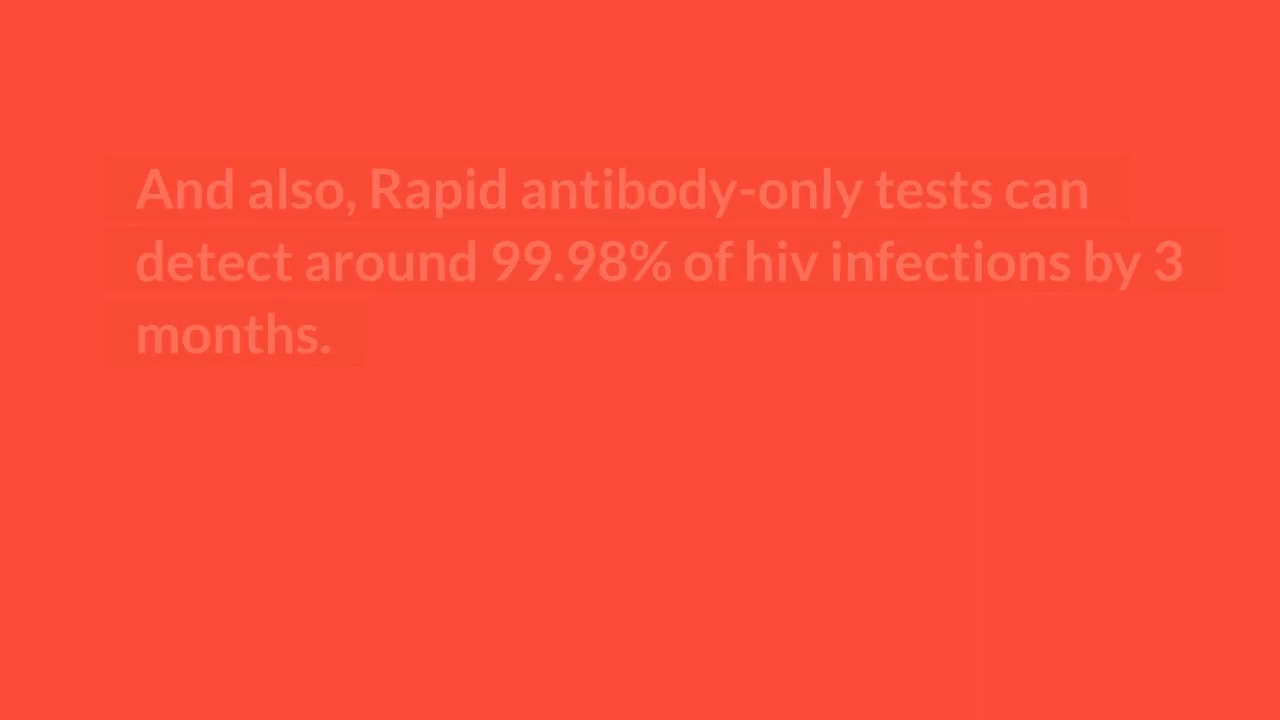 And also, Rapid antibody-only tests can
detect around 99.98% of hiv infections by 3
months.